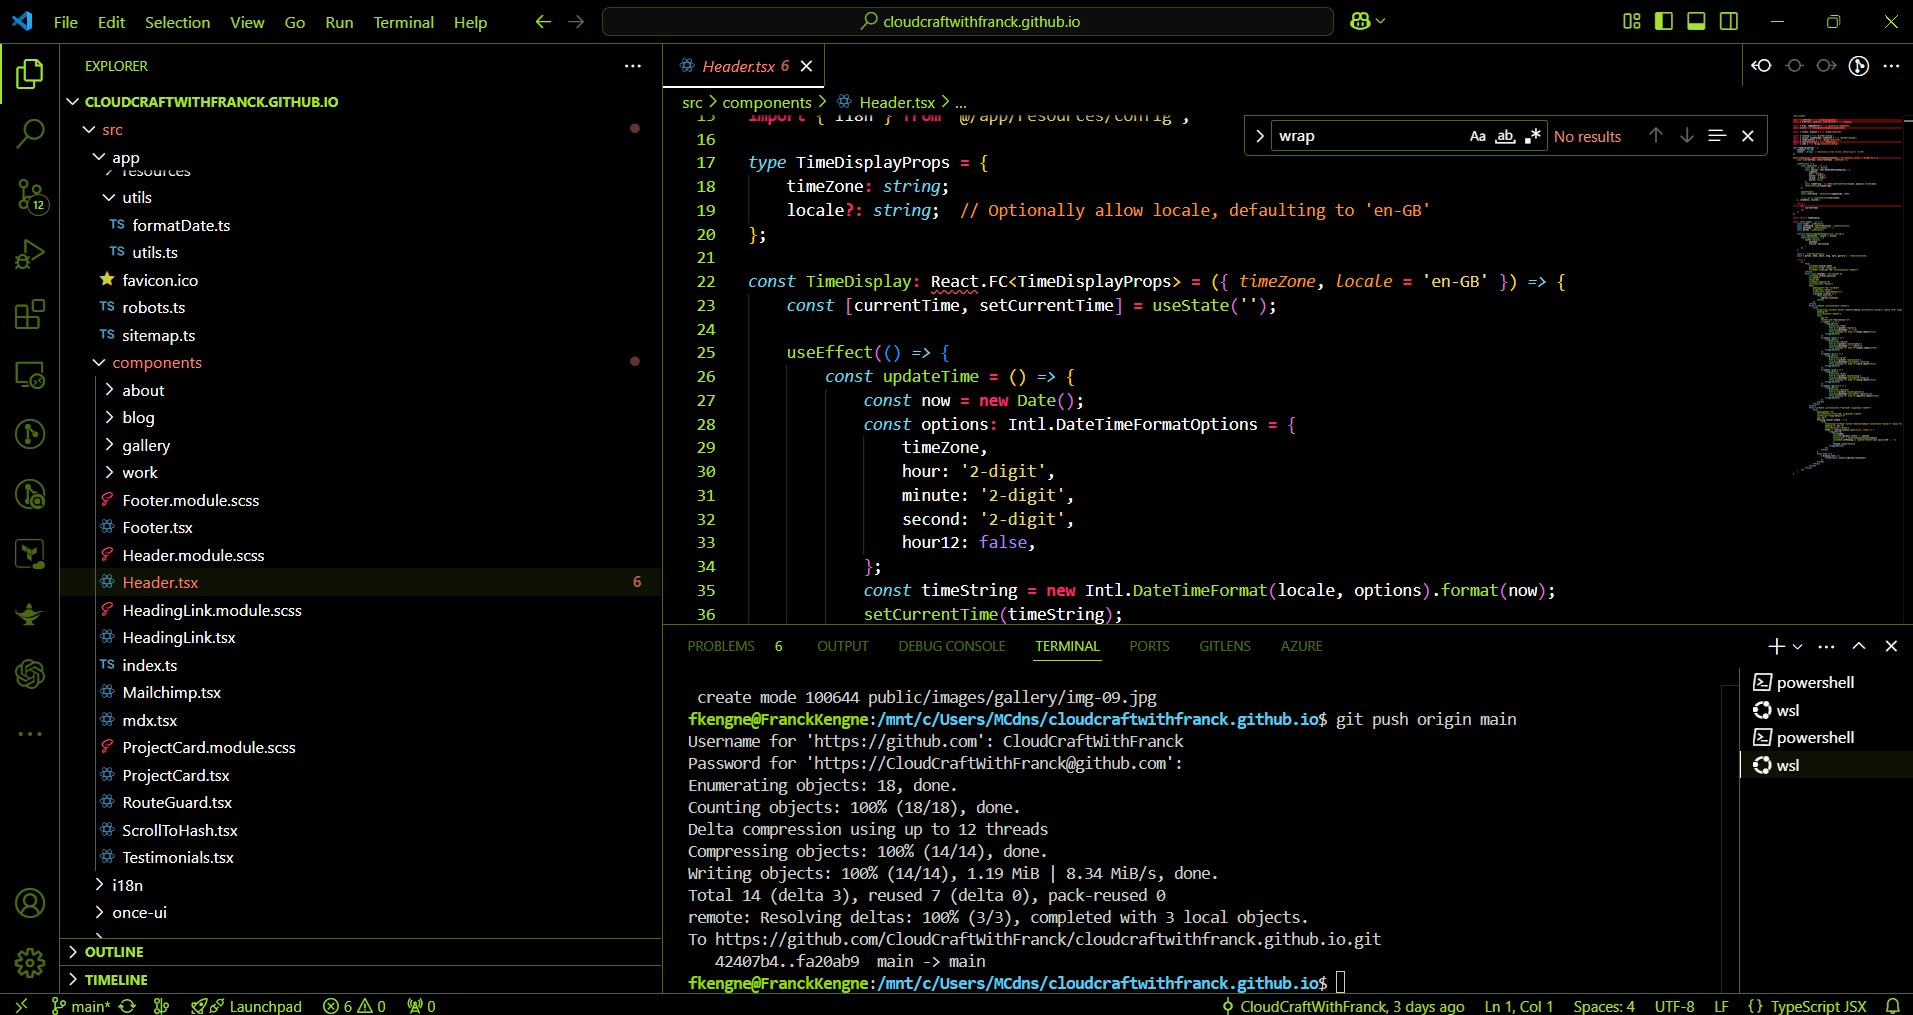 File Edit Selection View Go Run Terminal Help
cloudcraftwithfranck.github.io
EXPLORER
CLOUDCRAFTWITHFRANCK.GITHUB.IO
src
app
resources
utils
TS formatDate.ts
TS utils.ts
favicon.ico
TS robots.ts
TS sitemap.ts
components
about
blog
gallery
work
Footer.module.scss
Footer.tsx
Header.module.scss
Header.tsx 6
HeadingLink.module.scss
HeadingLink.tsx
TS index.ts
Mailchimp.tsx
mdx.tsx
ProjectCard.module.scss
ProjectCard.tsx
RouteGuard.tsx
ScrollToHash.tsx
Testimonials.tsx
i18n
once-ui
OUTLINE
TIMELINE
12
Header.tsx 6
src > components > Header.tsx > ...
wrap Aa ab No results
15 import { i18n } from '@/app/resources/config';
16
17 type TimeDisplayProps = {
18 timeZone: string;
19 locale?: string; // Optionally allow locale, defaulting to 'en-GB'
20 };
21
22 const TimeDisplay: React.FC<TimeDisplayProps> = ({ timeZone, locale = 'en-GB' }) => {
23 const [currentTime, setCurrentTime] = useState('');
24
25 useEffect(() => {
26 const updateTime = () => {
27 const now = new Date();
28 const options: Intl.DateTimeFormatOptions = {
29 timeZone,
30 hour: '2-digit',
31 minute: '2-digit',
32 second: '2-digit',
33 hour12: false,
34 };
35 const timeString = new Intl.DateTimeFormat(locale, options).format(now);
36 setCurrentTime(timeString);
PROBLEMS 6 OUTPUT DEBUG CONSOLE TERMINAL PORTS GITLENS AZURE
create mode 100644 public/images/gallery/img-09.jpg
fkengne@FranckKengne:/mnt/c/Users/MCdns/cloudcraftwithfranck.github.io$ git push origin main
Username for 'https://github.com': CloudCraftWithFranck
Password for 'https://CloudCraftWithFranck@github.com':
Enumerating objects: 18, done.
Counting objects: 100% (18/18), done.
Delta compression using up to 12 threads
Compressing objects: 100% (14/14), done.
Writing objects: 100% (14/14), 1.19 MiB | 8.34 MiB/s, done.
Total 14 (delta 3), reused 7 (delta 0), pack-reused 0
remote: Resolving deltas: 100% (3/3), completed with 3 local objects.
To https://github.com/CloudCraftWithFranck/cloudcraftwithfranck.github.io.git
42407b4..fa20ab9 main -> main
fkengne@FranckKengne:/mnt/c/Users/MCdns/cloudcraftwithfranck.github.io$
powershell
wsl
powershell
wsl
main* Launchpad 6 0 0 CloudCraftWithFranck, 3 days ago Ln 1, Col 1 Spaces: 4 UTF-8 LF {} TypeScript JSX